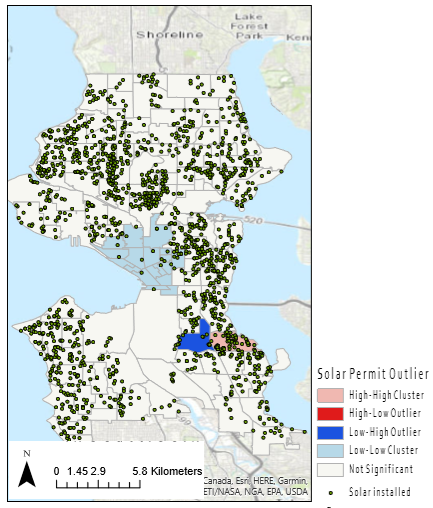 Lake
Forest
Park
Shoreline
Ken
520
Solar Permit Outlier
High-High Cluster
High-Low Outlier
Low-High Outlier
Low-Low Cluster
Not Significant
Solar installed
N
0 1.45 2.9 5.8 Kilometers
Canada, Esri, HERE, Garmin,
ETI/NASA, NGA, EPA, USDA